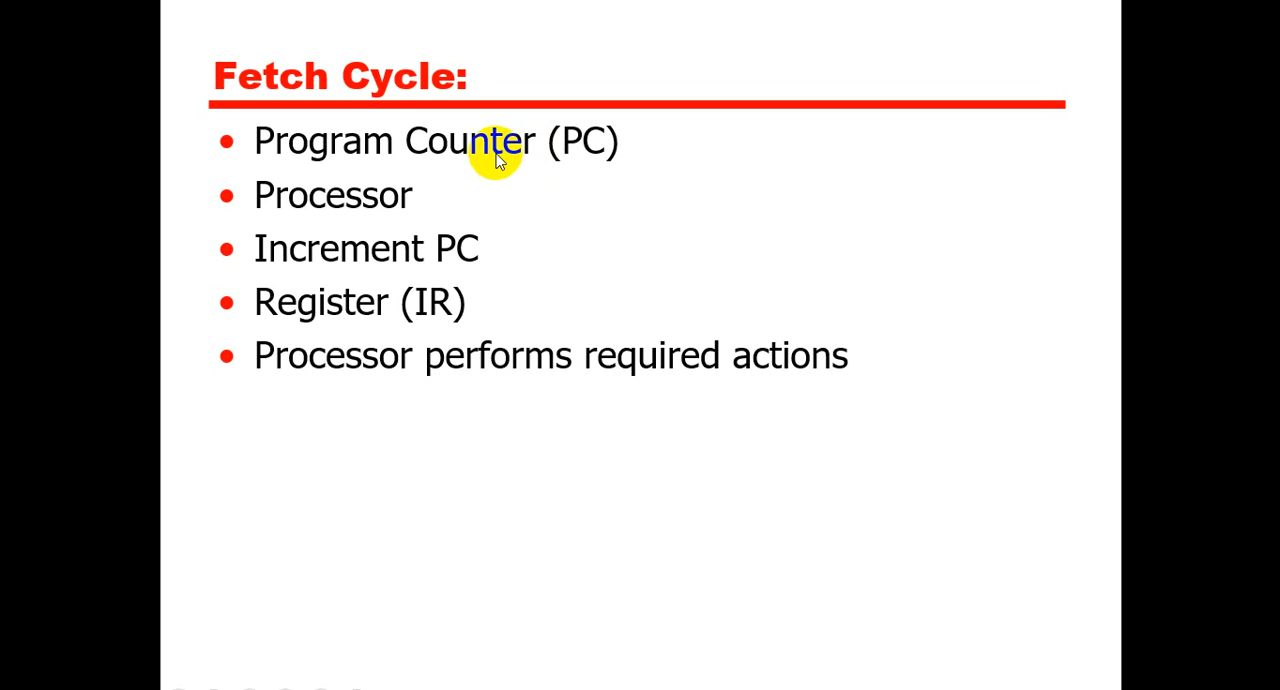 Fetch Cycle:
• Program Counter (PC)
• Processor
• Increment PC
• Register (IR)
• Processor performs required actions